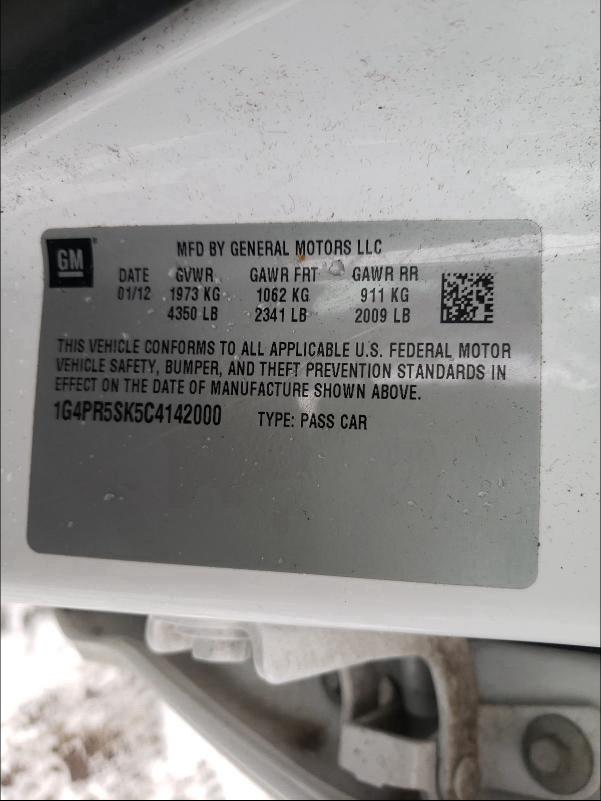 GM
MFD BY GENERAL MOTORS LLC
DATE GVWR GAWR FRT GAWR RR
01/12 1973 KG 1062 KG 911 KG
4350 LB 2341 LB 2009 LB
THIS VEHICLE CONFORMS TO ALL APPLICABLE U.S. FEDERAL MOTOR
VEHICLE SAFETY, BUMPER, AND THEFT PREVENTION STANDARDS IN
EFFECT ON THE DATE OF MANUFACTURE SHOWN ABOVE.
1G4PR5SK5C4142000 TYPE: PASS CAR